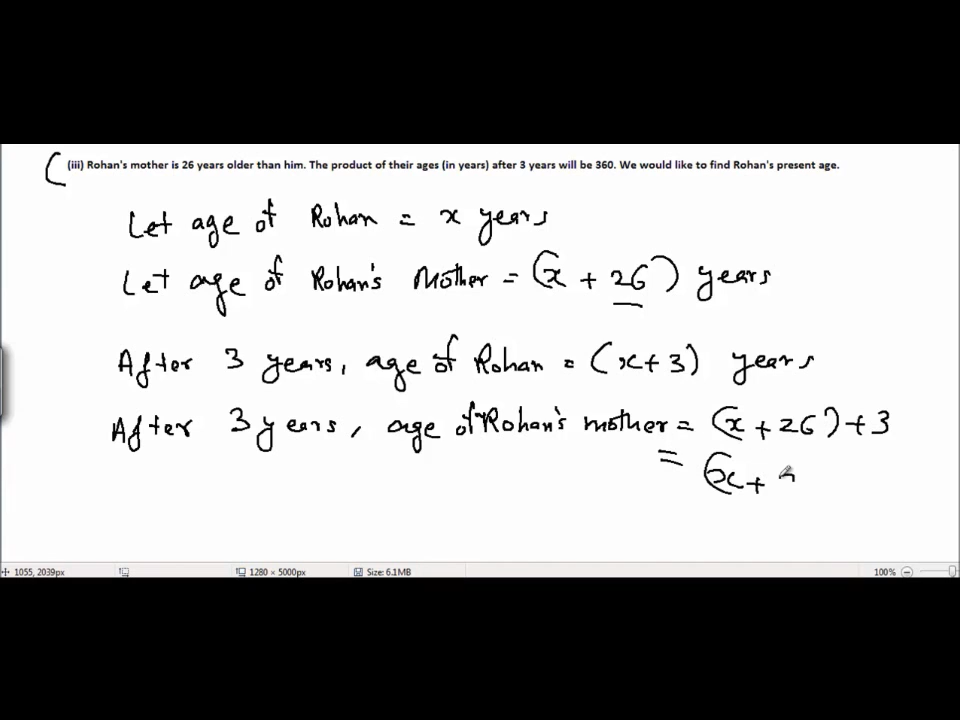 (iii) Rohan's mother is 26 years older than him. The product of their ages (in years) after 3 years will be 360. We would like to find Rohan's present age.
Let age of Rohan = x years
Let age of Rohan's Mother = (x + 26) years
After 3 years, age of Rohan = (x+3) years
After 3 years, age of Rohan's mother = (x + 26) + 3
= (x +
1055, 2039px 1280 × 5000px Size: 6.1MB 100%